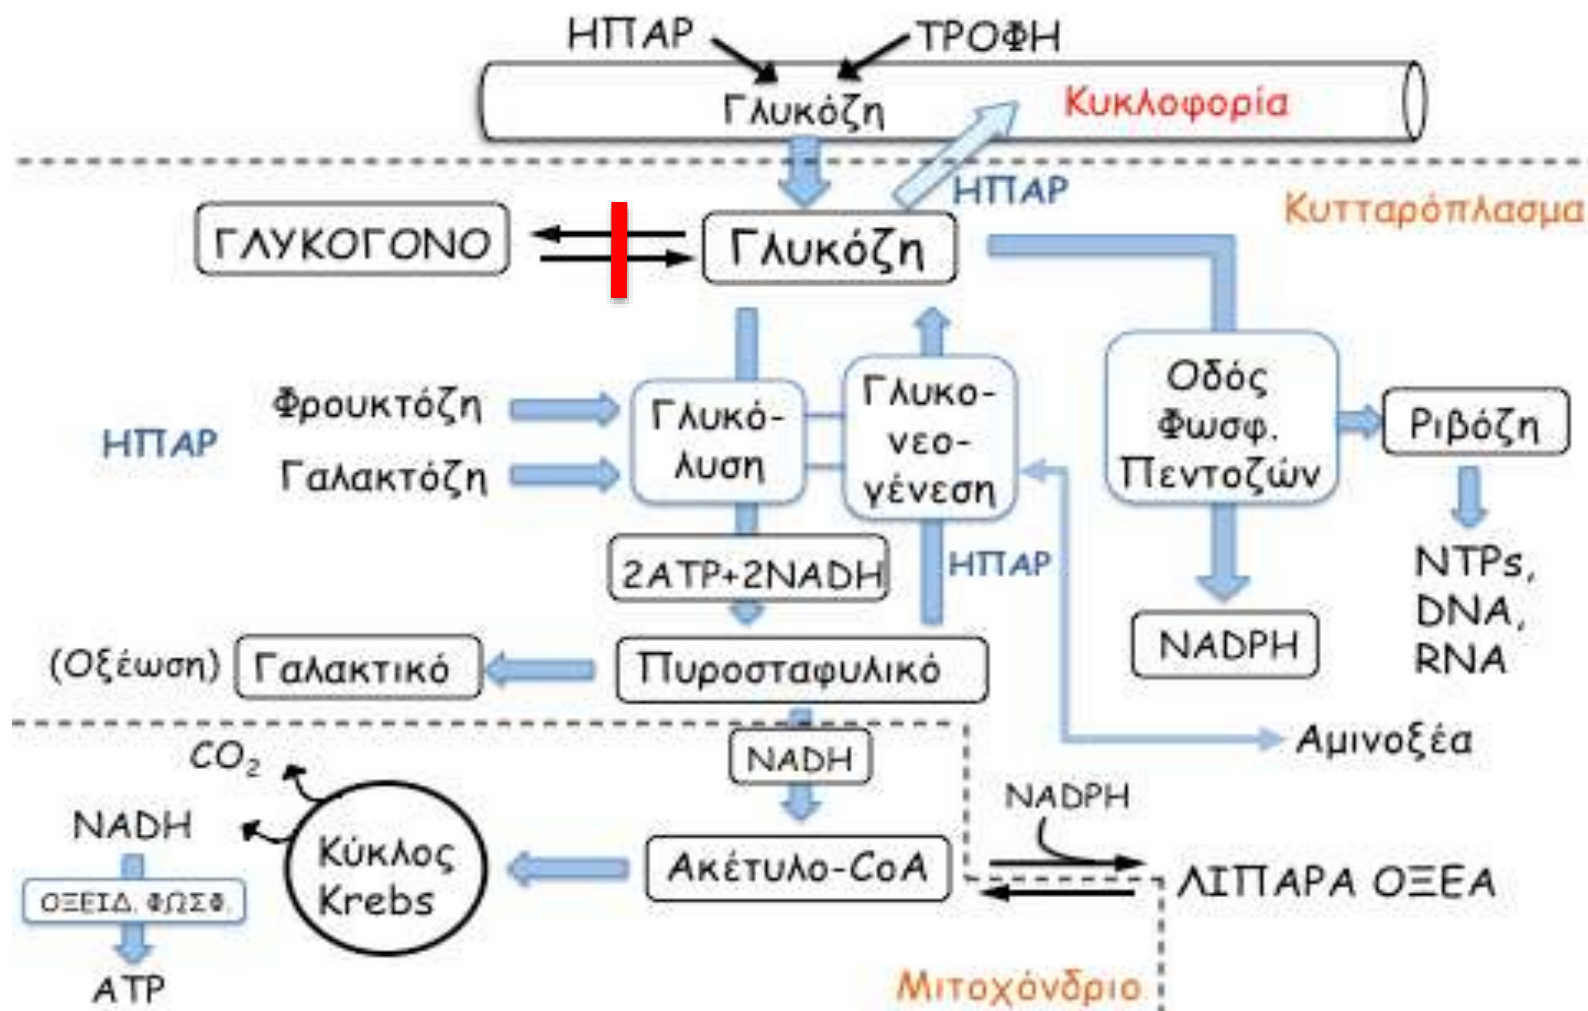 ΗΠΑΡ
ΤΡΟΦΗ
Γλυκόζη
Κυκλοφορία
ΗΠΑΡ
Κυτταρόπλασμα
ΓΛΥΚΟΓΟΝΟ
Γλυκόζη
Φρουκτόζη
ΗΠΑΡ
Γαλακτόζη
Γλυκό-
λυση
Γλυκο-
νεο-
γένεση
Οδός
Φωσφ.
Πεντοζών
Ριβόζη
2ATP+2NADH
ΗΠΑΡ
NTPs,
DNA,
RNA
NADPH
(Οξέωση)
Γαλακτικό
Πυροσταφυλικό
Αμινοξέα
CO2
NADH
NADPH
NADH
Κύκλος
Krebs
Ακέτυλο-CoA
ΛΙΠΑΡΑ ΟΞΕΑ
ΟΞΕΙΔ. ΦΩΣΦ.
ATP
Μιτοχόνδριο